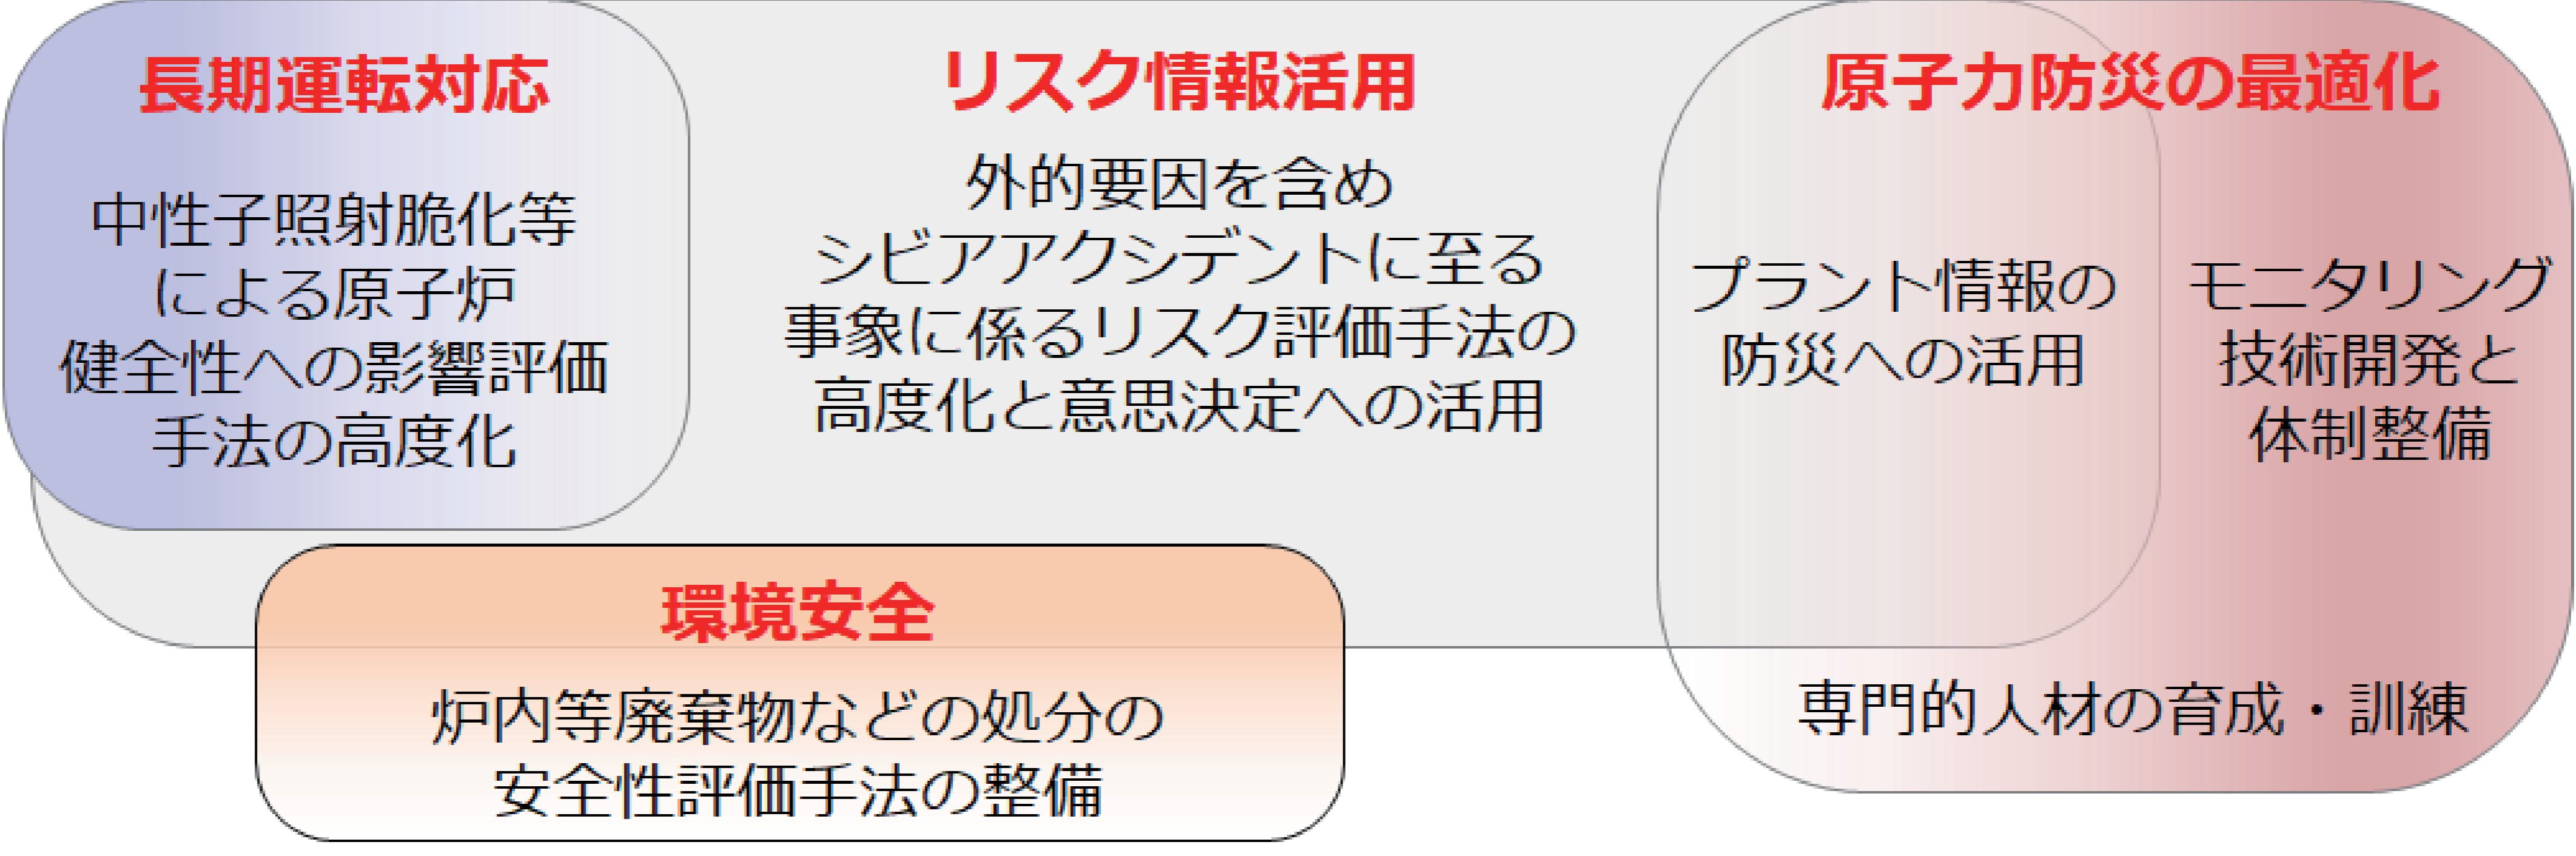 長期運転対応
中性子照射脆化等
による原子炉
健全性への影響評価
手法の高度化
リスク情報活用
外的要因を含め
シビアアクシデントに至る
事象に係るリスク評価手法の
高度化と意思決定への活用
原子力防災の最適化
プラント情報の
防災への活用
モニタリング
技術開発と
体制整備
専門的人材の育成・訓練
環境安全
炉内等廃棄物などの処分の
安全性評価手法の整備